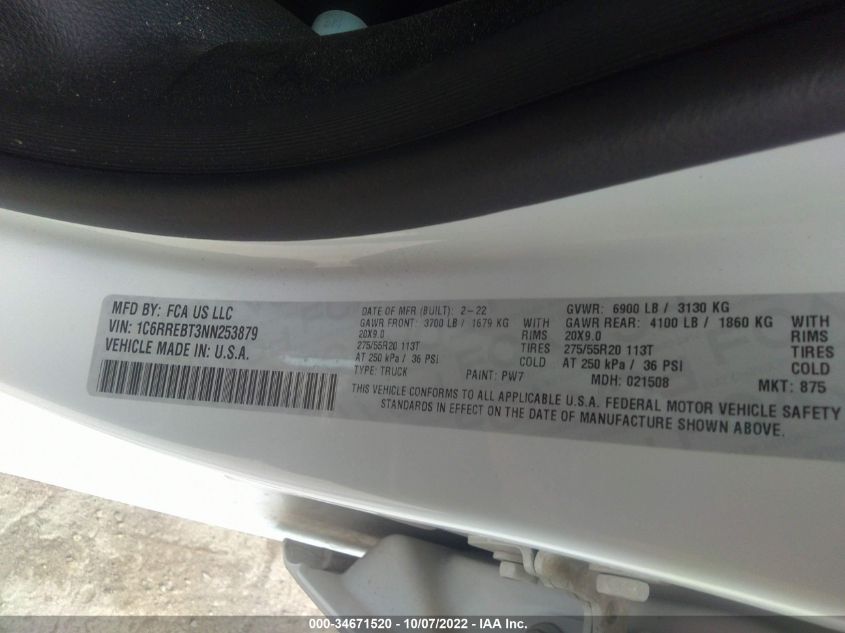 MFD BY: FCA US LLC
VIN: 1C6RREBT3NN253879
VEHICLE MADE IN: U.S.A.
DATE OF MFR (BUILT): 2-22
GAWR FRONT: 3700 LB / 1679 KG WITH
20X9.0 RIMS
275/55R20 113T TIRES
AT 250 kPa / 36 PSI COLD
TYPE: TRUCK PAINT: PW7
GVWR: 6900 LB / 3130 KG
GAWR REAR: 4100 LB / 1860 KG WITH
20X9.0 RIMS
275/55R20 113T TIRES
AT 250 kPa / 36 PSI COLD
MDH: 021508 MKT: 875
THIS VEHICLE CONFORMS TO ALL APPLICABLE U.S.A. FEDERAL MOTOR VEHICLE SAFETY
STANDARDS IN EFFECT ON THE DATE OF MANUFACTURE SHOWN ABOVE.
000-34671520 - 10/07/2022 - IAA Inc.